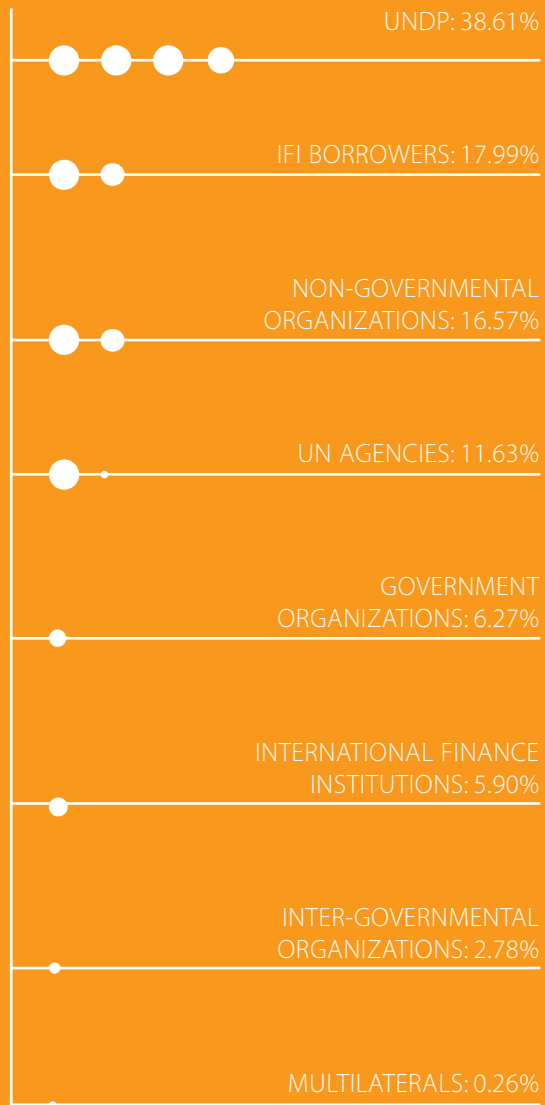 UNDP: 38.61%
IFI BORROWERS: 17.99%
NON-GOVERNMENTAL
ORGANIZATIONS: 16.57%
UN AGENCIES: 11.63%
GOVERNMENT
ORGANIZATIONS: 6.27%
INTERNATIONAL FINANCE
INSTITUTIONS: 5.90%
INTER-GOVERNMENTAL
ORGANIZATIONS: 2.78%
MULTILATERALS: 0.26%